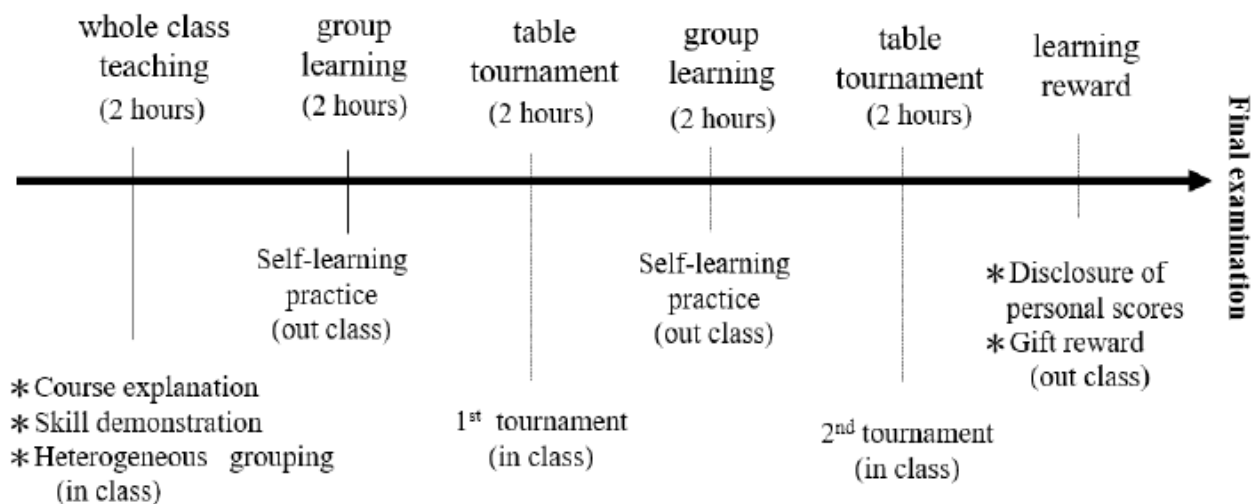 whole class
teaching
(2 hours)
group
learning
(2 hours)
table
tournament
(2 hours)
group
learning
(2 hours)
table
tournament
(2 hours)
learning
reward
Final examination
Self-learning
practice
(out class)
Self-learning
practice
(out class)
∗ Disclosure of
personal scores
∗ Gift reward
(out class)
∗ Course explanation
∗ Skill demonstration
∗ Heterogeneous grouping
(in class)
1st tournament
(in class)
2nd tournament
(in class)